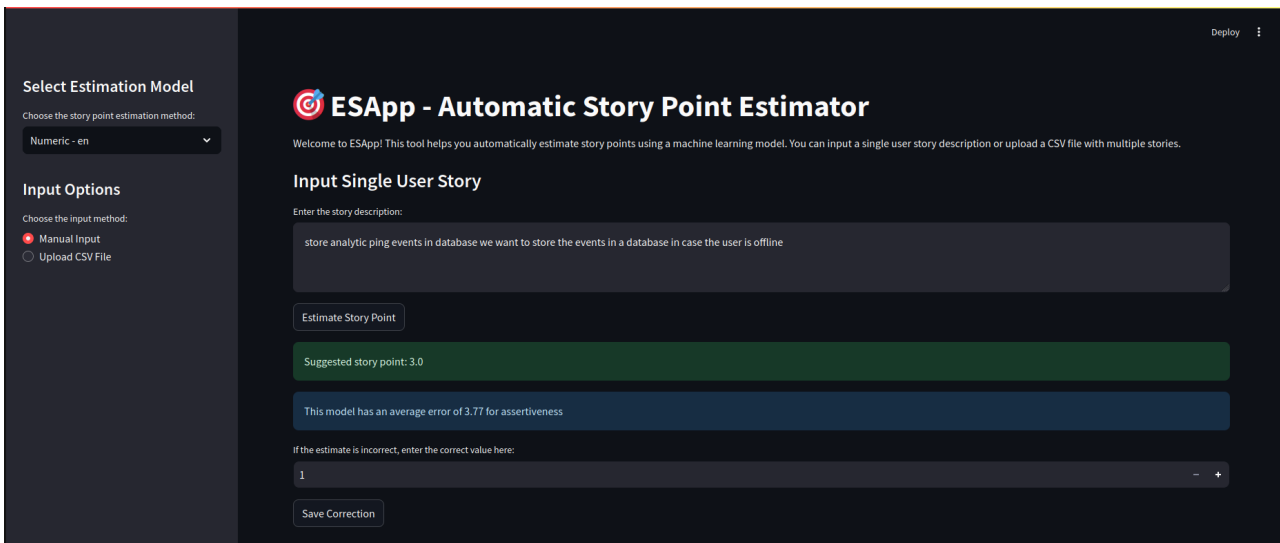 Deploy
Select Estimation Model
Choose the story point estimation method:
Numeric - en
Input Options
Choose the input method:
Manual Input
Upload CSV File
ESApp - Automatic Story Point Estimator
Welcome to ESApp! This tool helps you automatically estimate story points using a machine learning model. You can input a single user story description or upload a CSV file with multiple stories.
Input Single User Story
Enter the story description:
store analytic ping events in database we want to store the events in a database in case the user is offline
Estimate Story Point
Suggested story point: 3.0
This model has an average error of 3.77 for assertiveness
If the estimate is incorrect, enter the correct value here:
1
Save Correction